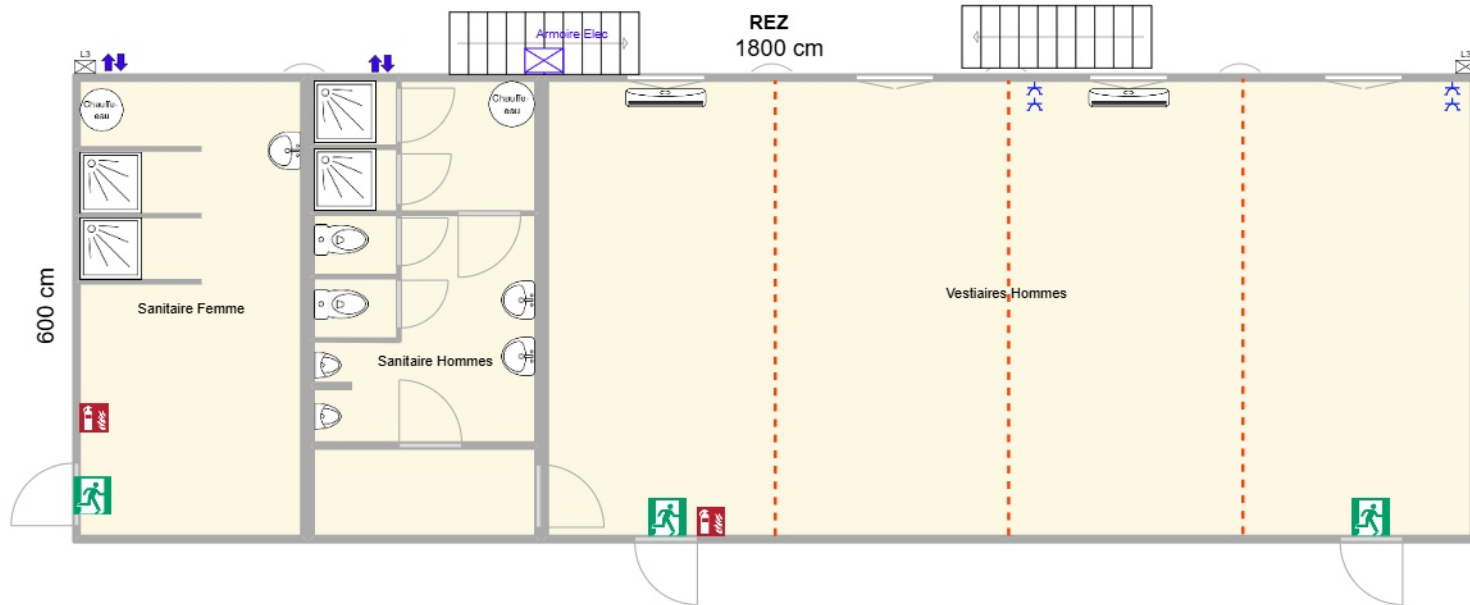 REZ
1800 cm
Armoire Elec
L3
L3
Chauffe-
eau
Chauffe-
eau
600 cm
Sanitaire Femme
Vestiaires Hommes
Sanitaire Hommes